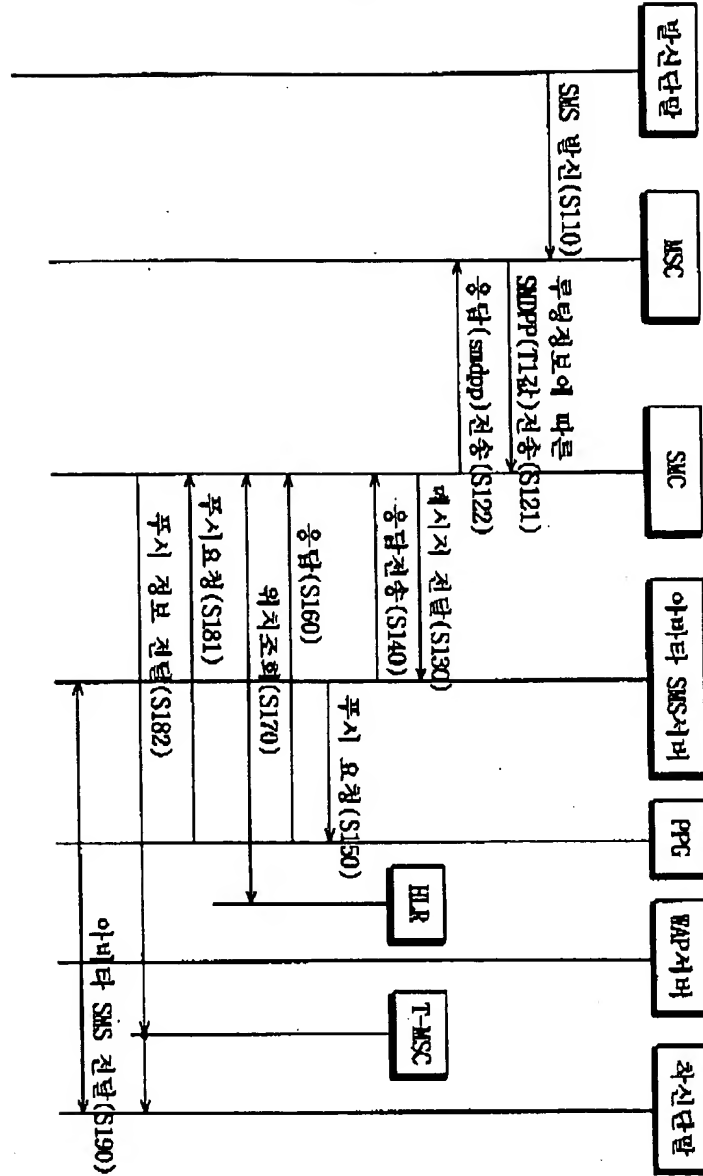 발신단말
MSC
SMC
아바타 SMS서버
PPG
WAP서버
착신단말
HLR
T-MSC
SMS 발신(S110)
루팅정보에 따른
SMDPP(T1값)전송(S121)
응답(smdpp)전송(S122)
메시지 전달(S130)
응답전송(S140)
푸시 요청(S150)
응답(S160)
위치조회(S170)
푸시요청(S181)
푸시 정보 전달(S182)
아바타 SMS 전달(S190)